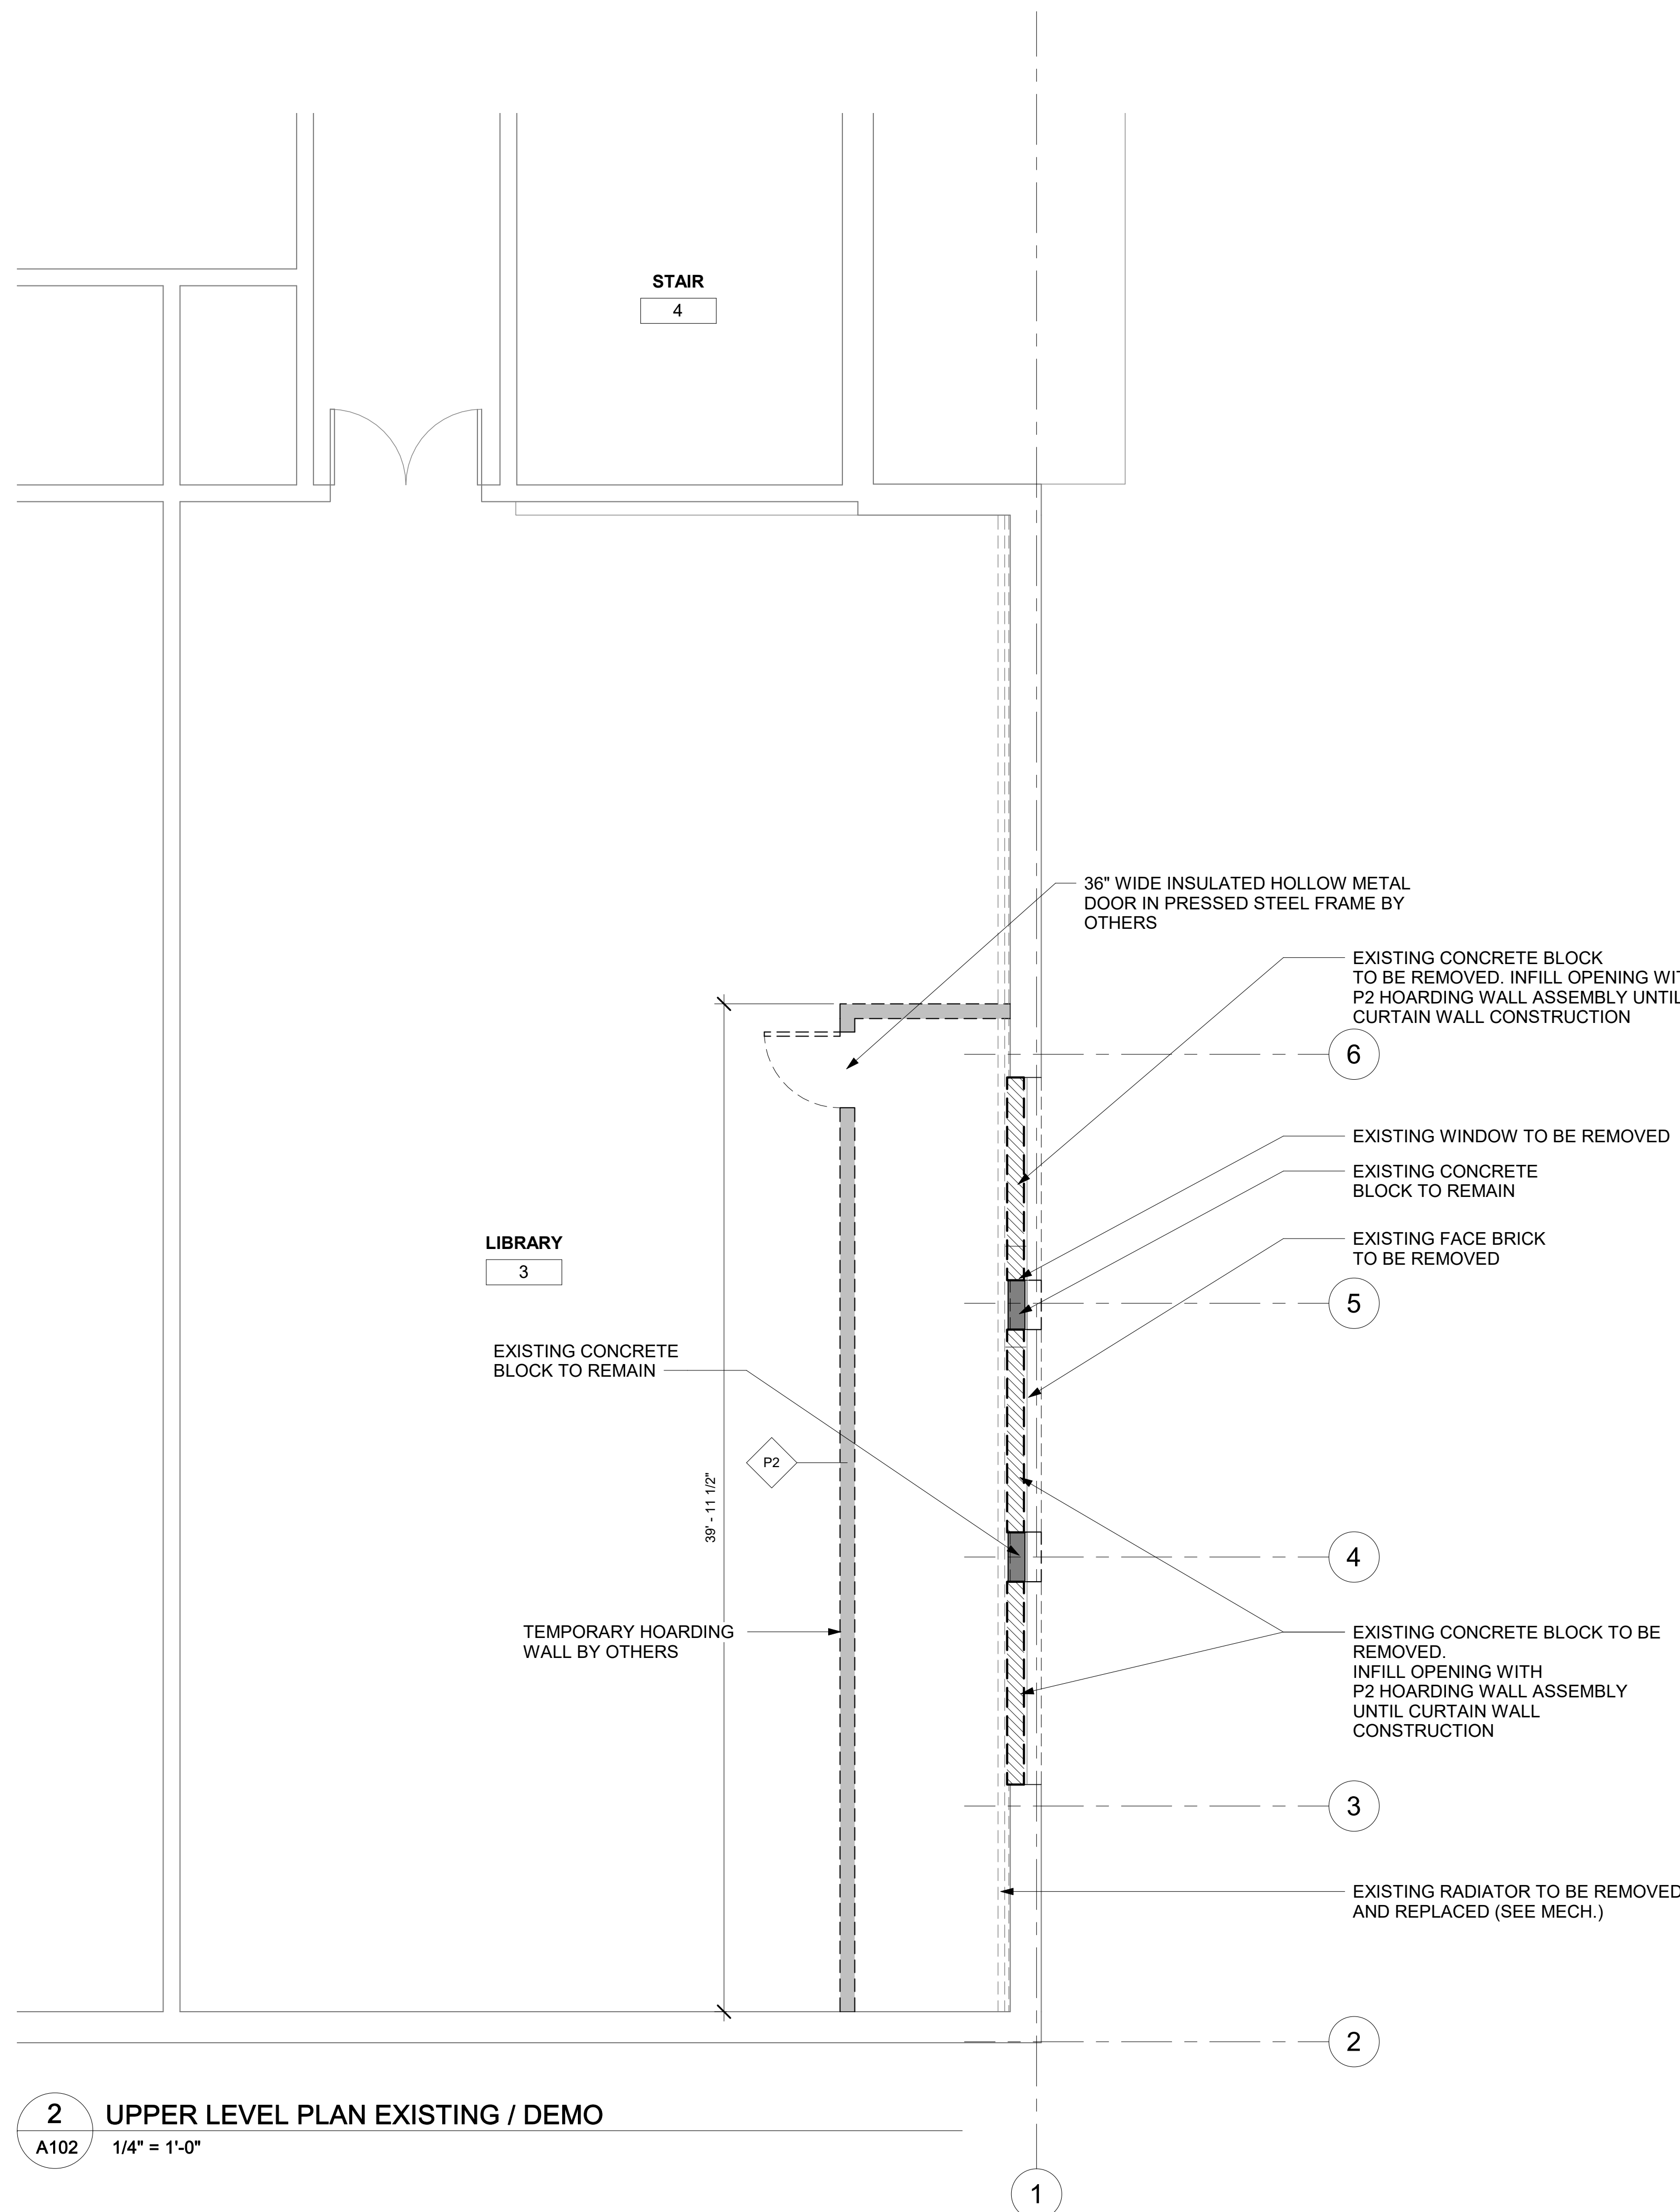 STAIR
4
36" WIDE INSULATED HOLLOW METAL
DOOR IN PRESSED STEEL FRAME BY
OTHERS
EXISTING CONCRETE BLOCK
TO BE REMOVED. INFILL OPENING WIT
P2 HOARDING WALL ASSEMBLY UNTIL
CURTAIN WALL CONSTRUCTION
6
EXISTING WINDOW TO BE REMOVED
EXISTING CONCRETE
BLOCK TO REMAIN
EXISTING FACE BRICK
TO BE REMOVED
LIBRARY
3
5
EXISTING CONCRETE
BLOCK TO REMAIN
P2
39' - 11 1/2"
4
TEMPORARY HOARDING
WALL BY OTHERS
EXISTING CONCRETE BLOCK TO BE
REMOVED.
INFILL OPENING WITH
P2 HOARDING WALL ASSEMBLY
UNTIL CURTAIN WALL
CONSTRUCTION
3
EXISTING RADIATOR TO BE REMOVED
AND REPLACED (SEE MECH.)
2
2
UPPER LEVEL PLAN EXISTING / DEMO
A102
1/4" = 1'-0"
1